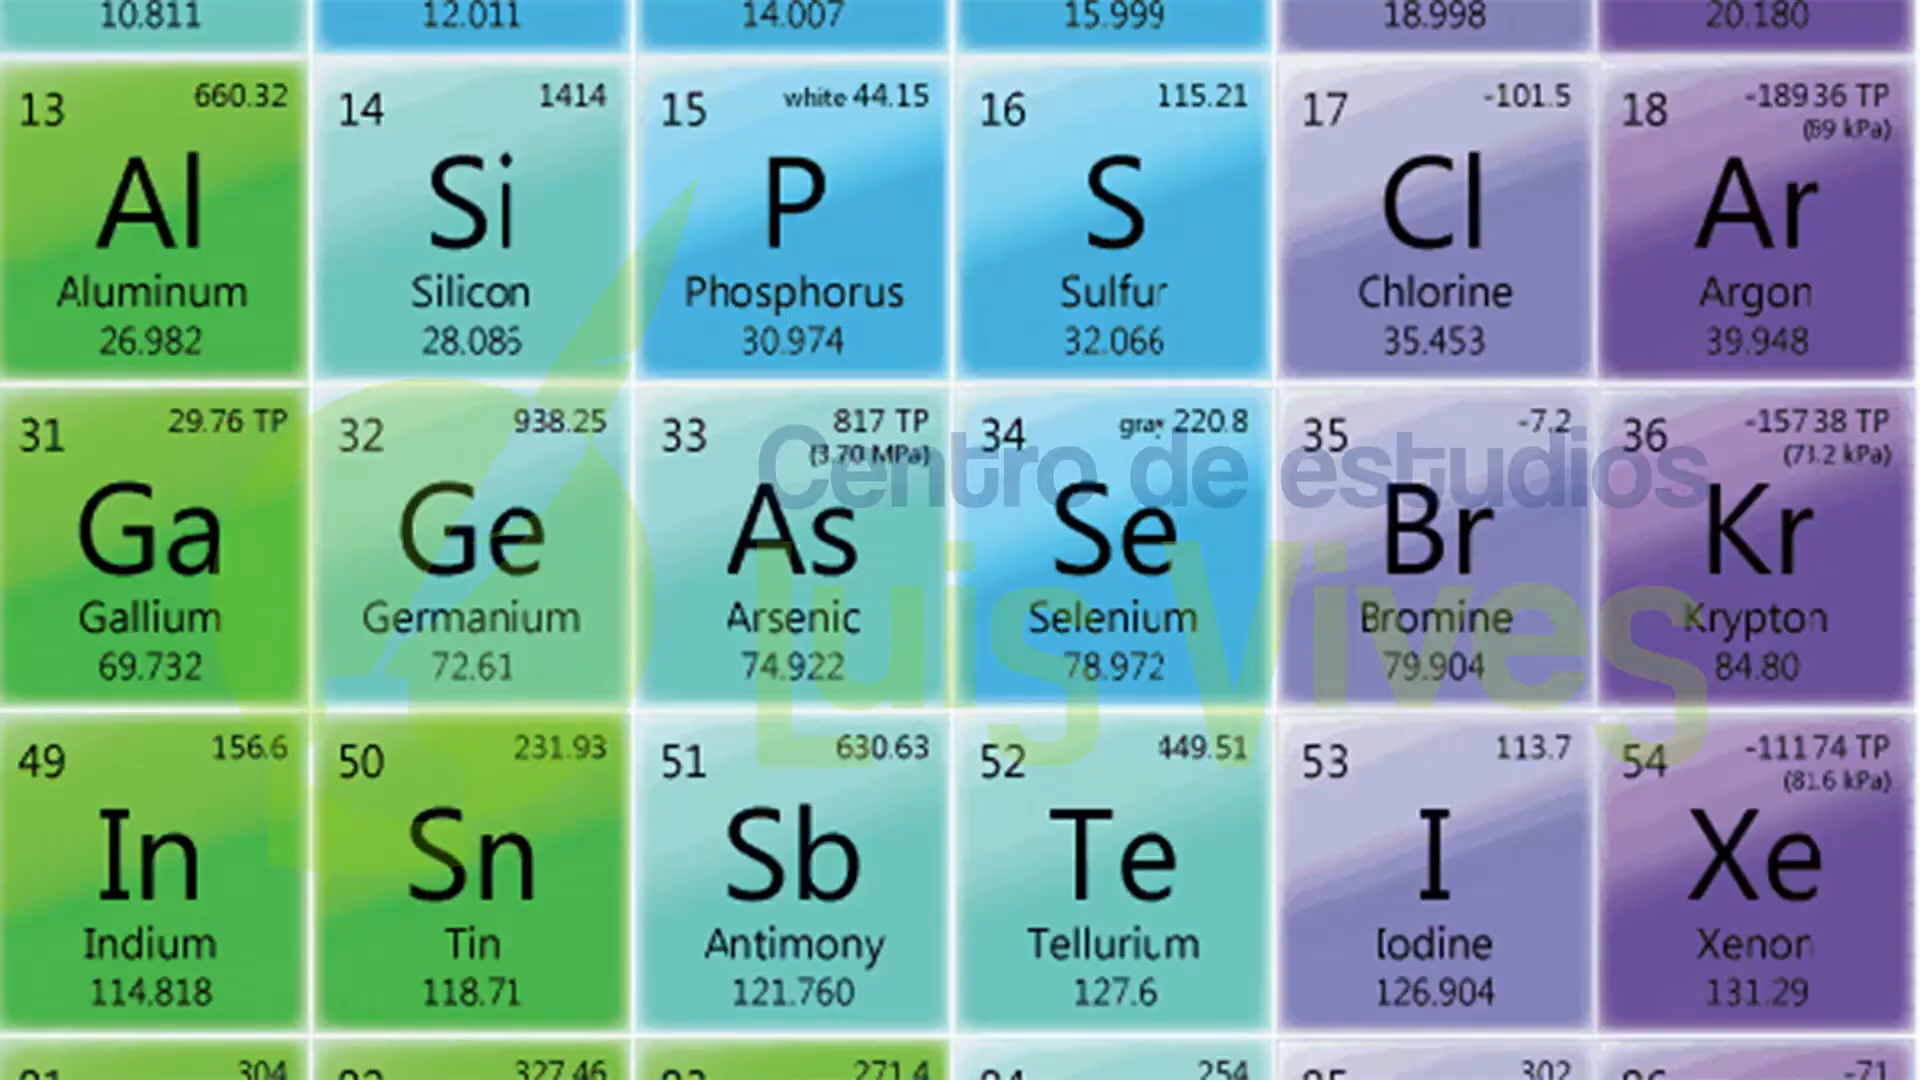 10.811 12.011 14.007 15.999 18.998 20.180
13 660.32 14 1414 15 white 44.15 16 115.21 17 -101.5 18 -18936 TP
(69 kPa)
Al Si P S Cl Ar
Aluminum Silicon Phosphorus Sulfur Chlorine Argon
26.982 28.085 30.974 32.066 35.453 39.948
31 29.76 TP 32 938.25 33 817 TP 34 gray 220.8 35 -7.2 36 -15738 TP
(3.70 MPa) (73.2 kPa)
Centro de estudios
Ga Ge As Se Br Kr
Luis Vives
Gallium Germanium Arsenic Selenium Bromine Krypton
69.732 72.61 74.922 78.972 79.904 84.80
49 156.6 50 231.93 51 630.63 52 449.51 53 113.7 54 -11174 TP
(81.6 kPa)
In Sn Sb Te I Xe
Indium Tin Antimony Tellurium Iodine Xenon
114.818 118.71 121.760 127.6 126.904 131.29
304 327.46 271.4 254 302 -71